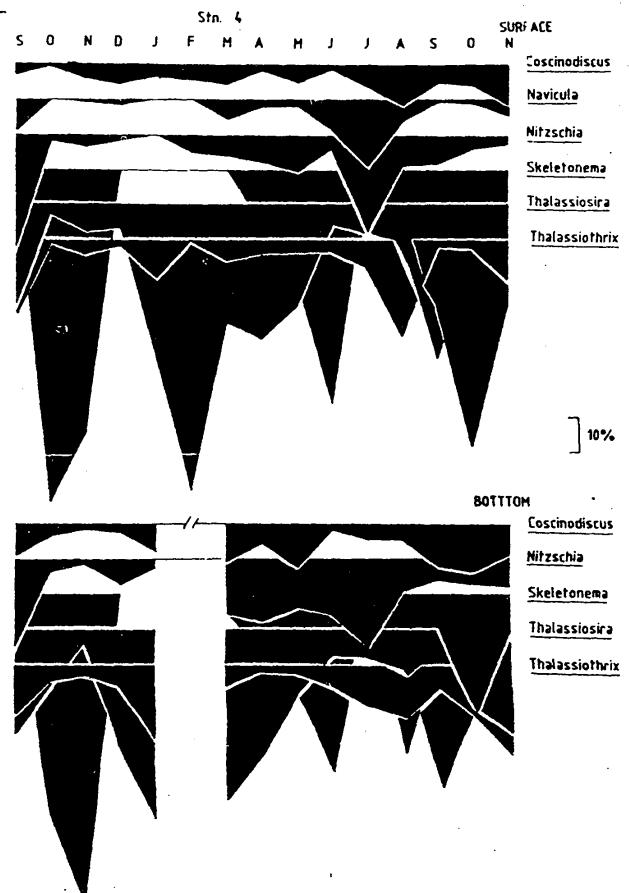 Stn. 4
SURFACE
S O N D J F M A M J J A S O N
Coscinodiscus
Navicula
Nitzschia
Skeletonema
Thalassiosira
Thalassiothrix
10%
BOTTTOM
Coscinodiscus
Nitzschia
Skeletonema
Thalassiosira
Thalassiothrix